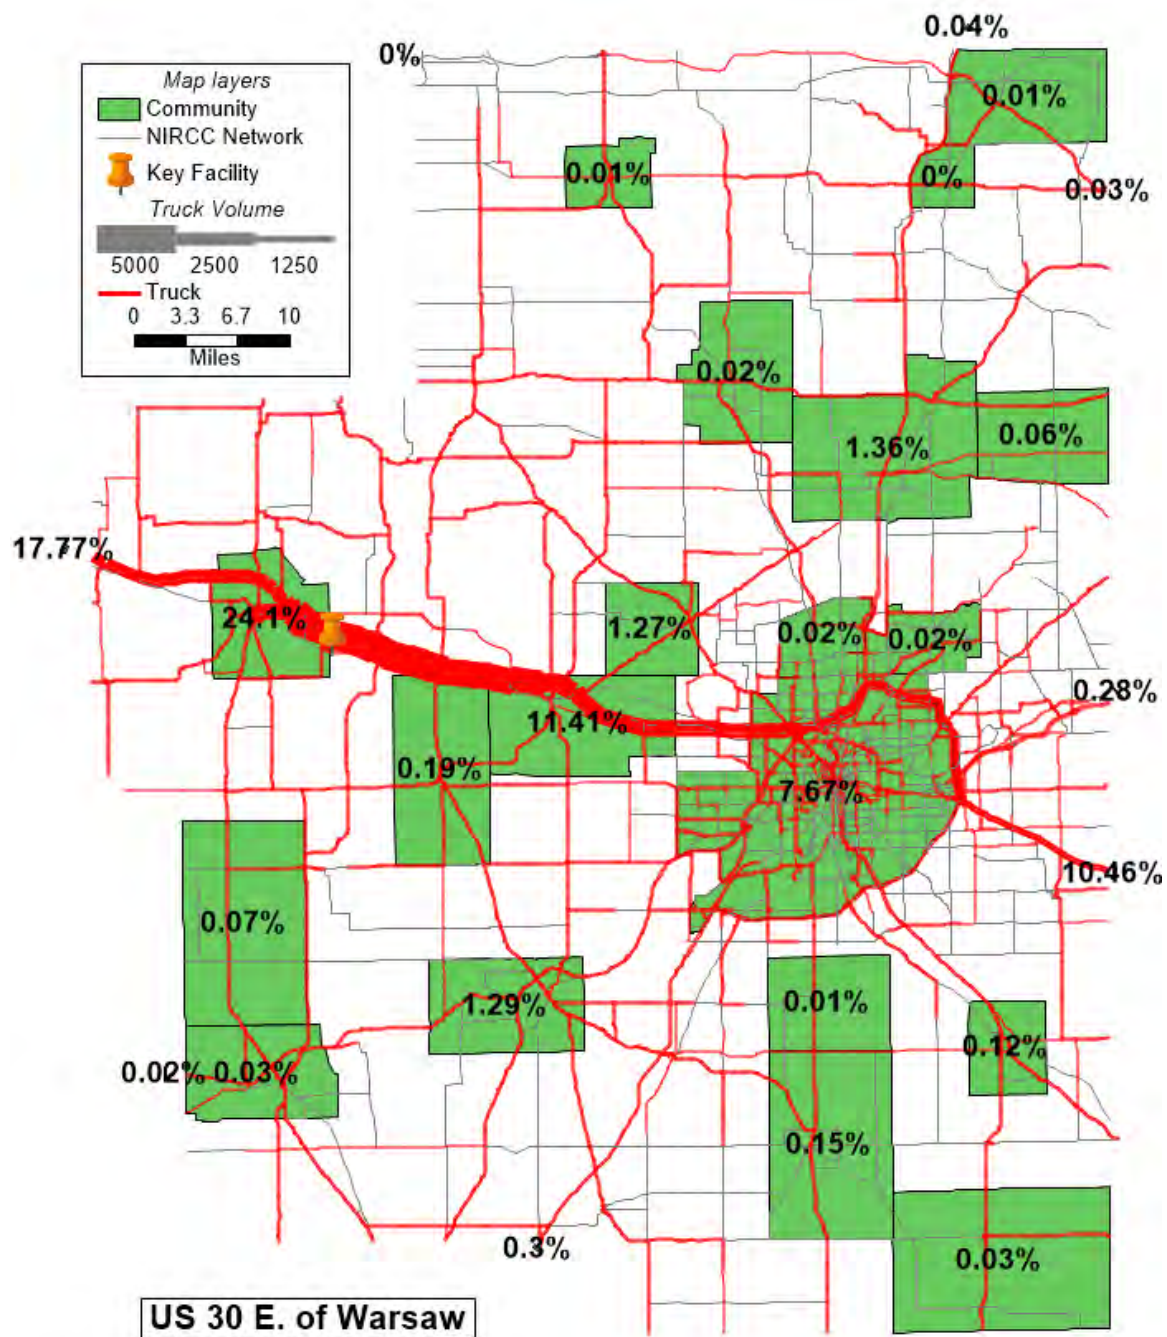 0.04%
0%
Map layers
Community
NIRCC Network
Key Facility
Truck Volume
5000 2500 1250
Truck
0 3.3 6.7 10
Miles
0.01%
0.01%
0%
0.03%
0.02%
1.36%
0.06%
17.77%
24.1%
1.27%
0.02%
0.02%
0.28%
11.41%
0.19%
7.67%
10.46%
0.07%
1.29%
0.01%
0.12%
0.02% 0.03%
0.15%
0.3%
0.03%
US 30 E. of Warsaw